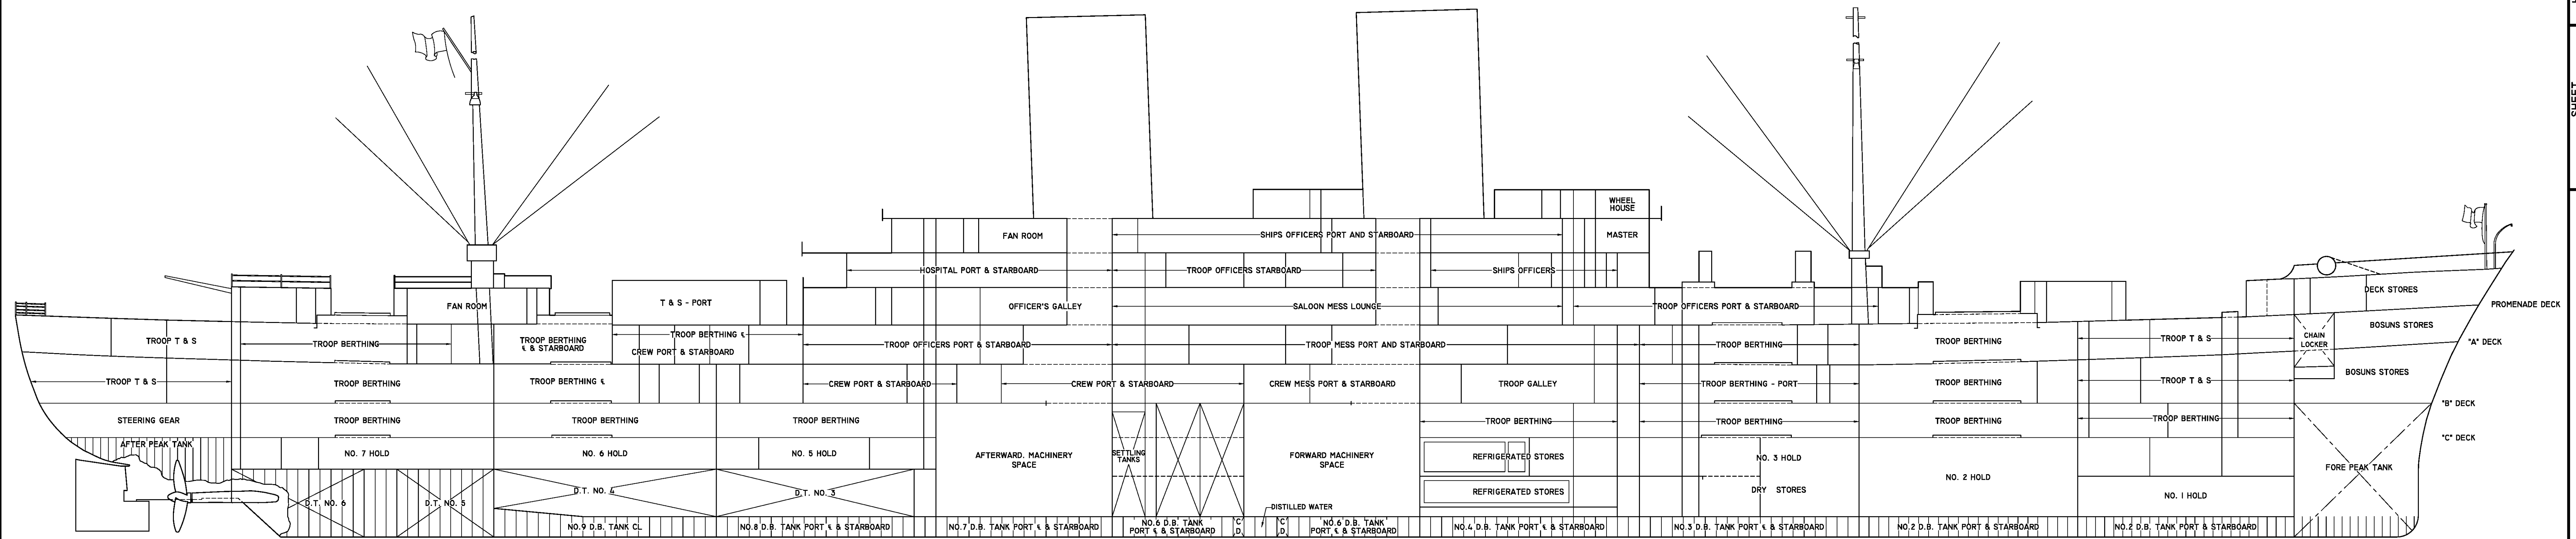 SHEET
WHEEL
HOUSE
FAN ROOM
SHIPS OFFICERS PORT AND STARBOARD
MASTER
HOSPITAL PORT & STARBOARD
TROOP OFFICERS STARBOARD
SHIPS OFFICERS
FAN ROOM
T & S - PORT
OFFICER'S GALLEY
SALOON MESS LOUNGE
TROOP OFFICERS PORT & STARBOARD
DECK STORES
PROMENADE DECK
TROOP T & S
TROOP BERTHING
TROOP BERTHING
℄ & STARBOARD
TROOP BERTHING ℄
CREW PORT & STARBOARD
TROOP OFFICERS PORT & STARBOARD
TROOP MESS PORT AND STARBOARD
TROOP BERTHING
TROOP BERTHING
TROOP T & S
CHAIN
LOCKER
BOSUNS STORES
"A" DECK
TROOP T & S
TROOP BERTHING
TROOP BERTHING ℄
CREW PORT & STARBOARD
CREW PORT & STARBOARD
CREW MESS PORT & STARBOARD
TROOP GALLEY
TROOP BERTHING - PORT
TROOP BERTHING
TROOP T & S
BOSUNS STORES
"B" DECK
STEERING GEAR
TROOP BERTHING
TROOP BERTHING
TROOP BERTHING
TROOP BERTHING
TROOP BERTHING
TROOP BERTHING
TROOP BERTHING
"C" DECK
AFTER PEAK TANK
NO. 7 HOLD
NO. 6 HOLD
NO. 5 HOLD
AFTERWARD. MACHINERY
SPACE
SETTLING
TANKS
FORWARD MACHINERY
SPACE
REFRIGERATED STORES
NO. 3 HOLD
FORE PEAK TANK
NO. 2 HOLD
D.T. NO. 6
D.T. NO. 5
D.T. NO. 4
D.T. NO. 3
REFRIGERATED STORES
DRY STORES
NO. 1 HOLD
DISTILLED WATER
NO.9 D.B. TANK CL
NO.8 D.B. TANK PORT ℄ & STARBOARD
NO.7 D.B. TANK PORT ℄ & STARBOARD
NO.6 D.B. TANK
PORT ℄ & STARBOARD
C
D
C
D
NO.6 D.B. TANK
PORT ℄ & STARBOARD
NO.4 D.B. TANK PORT ℄ & STARBOARD
NO.3 D.B. TANK PORT ℄ & STARBOARD
NO.2 D.B. TANK PORT & STARBOARD
NO.2 D.B. TANK PORT & STARBOARD